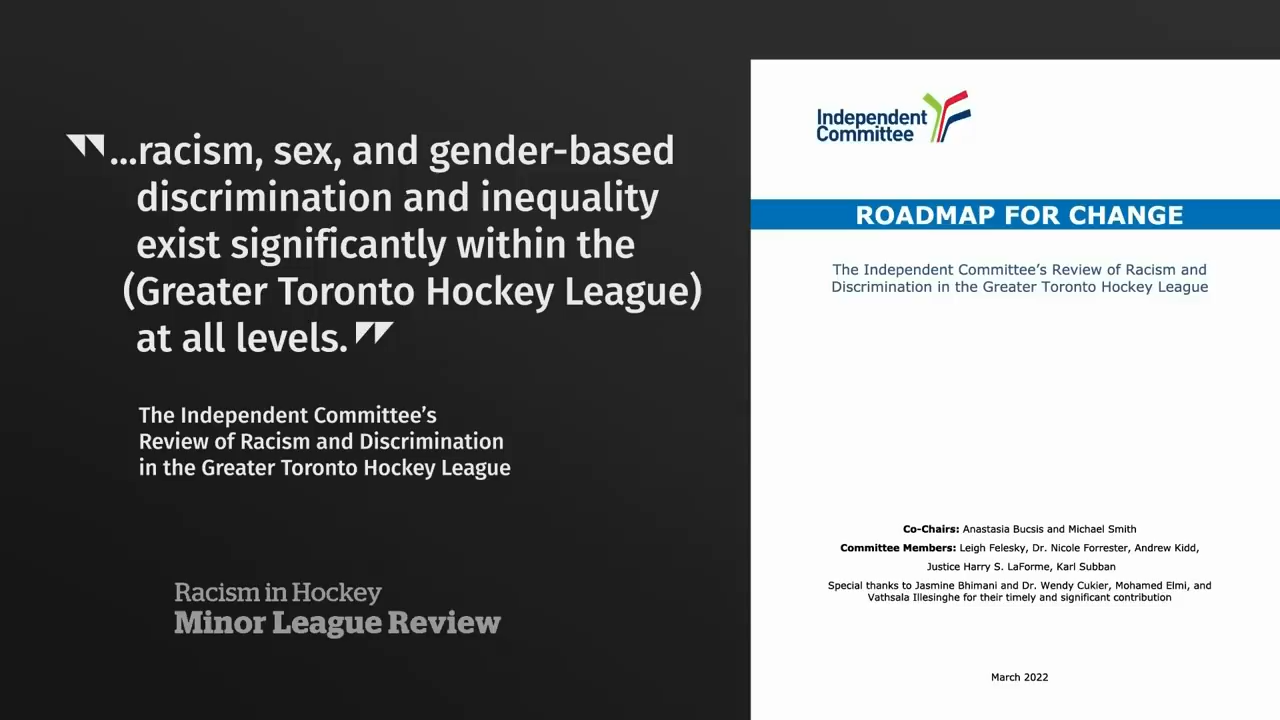 "...racism, sex, and gender-based
discrimination and inequality
exist significantly within the
(Greater Toronto Hockey League)
at all levels."
The Independent Committee's
Review of Racism and Discrimination
in the Greater Toronto Hockey League
Racism in Hockey
Minor League Review
Independent
Committee
ROADMAP FOR CHANGE
The Independent Committee's Review of Racism and
Discrimination in the Greater Toronto Hockey League
Co-Chairs: Anastasia Bucsis and Michael Smith
Committee Members: Leigh Felesky, Dr. Nicole Forrester, Andrew Kidd,
Justice Harry S. LaForme, Karl Subban
Special thanks to Jasmine Bhimani and Dr. Wendy Cukier, Mohamed Elmi, and
Vathsala Illesinghe for their timely and significant contribution
March 2022